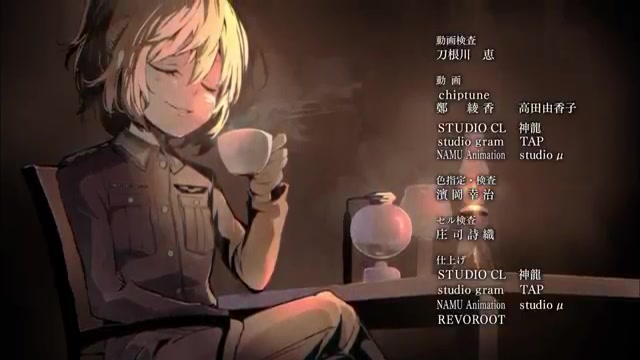 動画検査
刀根川　恵
動 画
chiptune
鄭　綾 香　　高田由香子
STUDIO CL　神龍
studio gram　TAP
NAMU Animation　studio μ
色指定・検査
濱 岡 幸 治
セル検査
庄 司 詩 織
仕上げ
STUDIO CL　神龍
studio gram　TAP
NAMU Animation　studio μ
REVOROOT